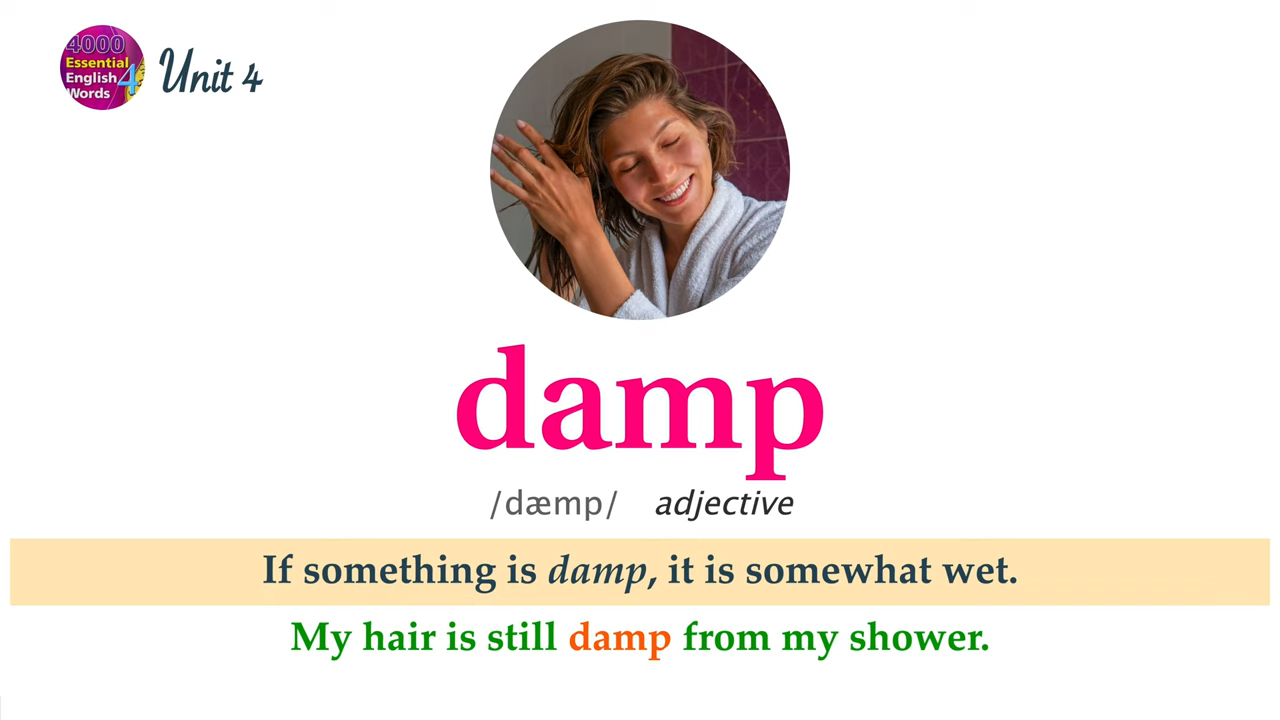 4000
Essential
English
Words
4
Unit 4
damp
/dæmp/ adjective
If something is damp, it is somewhat wet.
My hair is still damp from my shower.